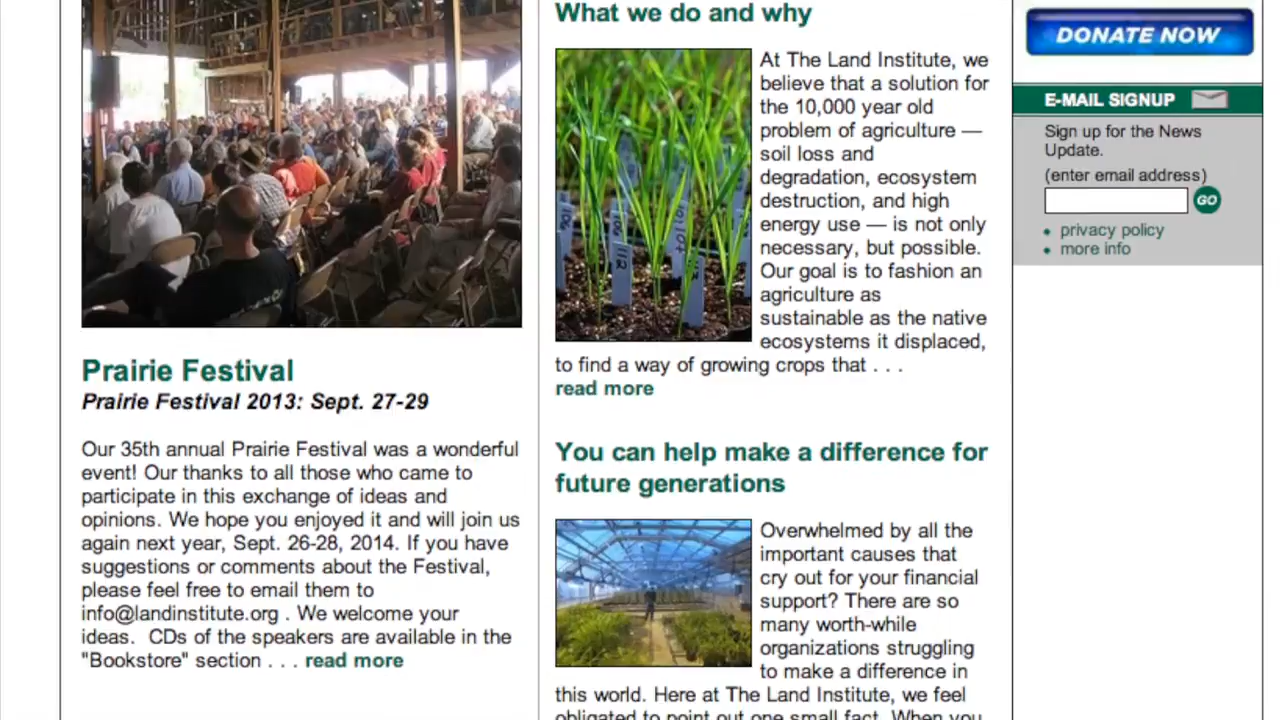 Prairie Festival
Prairie Festival 2013: Sept. 27-29
Our 35th annual Prairie Festival was a wonderful
event! Our thanks to all those who came to
participate in this exchange of ideas and
opinions. We hope you enjoyed it and will join us
again next year, Sept. 26-28, 2014. If you have
suggestions or comments about the Festival,
please feel free to email them to
info@landinstitute.org . We welcome your
ideas.  CDs of the speakers are available in the
"Bookstore" section . . . read more
What we do and why
At The Land Institute, we
believe that a solution for
the 10,000 year old
problem of agriculture —
soil loss and
degradation, ecosystem
destruction, and high
energy use — is not only
necessary, but possible.
Our goal is to fashion an
agriculture as
sustainable as the native
ecosystems it displaced,
to find a way of growing crops that . . .
read more
You can help make a difference for
future generations
Overwhelmed by all the
important causes that
cry out for your financial
support? There are so
many worth-while
organizations struggling
to make a difference in
this world. Here at The Land Institute, we feel
obligated to point out one small fact. When you
DONATE NOW
E-MAIL SIGNUP
Sign up for the News
Update.
(enter email address)
GO
• privacy policy
• more info